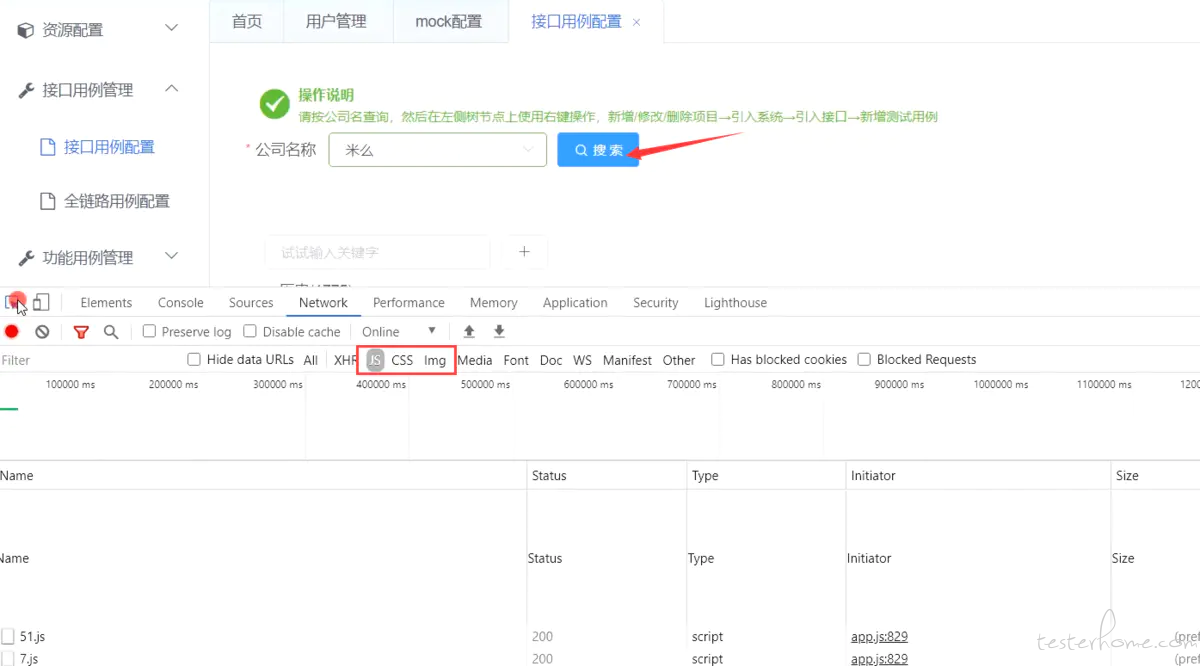 资源配置
首页 用户管理 mock配置 接口用例配置 ×
接口用例管理
操作说明
请按公司名查询，然后在左侧树节点上使用右键操作，新增/修改/删除项目→引入系统→引入接口→新增测试用例
接口用例配置
* 公司名称 米么 搜索
全链路用例配置
功能用例管理
试试输入关键字 +
Elements Console Sources Network Performance Memory Application Security Lighthouse
Preserve log Disable cache Online
Filter Hide data URLs All XHR JS CSS Img Media Font Doc WS Manifest Other Has blocked cookies Blocked Requests
100000 ms 200000 ms 300000 ms 400000 ms 500000 ms 600000 ms 700000 ms 800000 ms 900000 ms 1000000 ms 1100000 ms 1200
Name Status Type Initiator Size
Name Status Type Initiator Size
51.js 200 script app.js:829 (pref
7.js 200 script app.js:829 (pref
testerhome.com